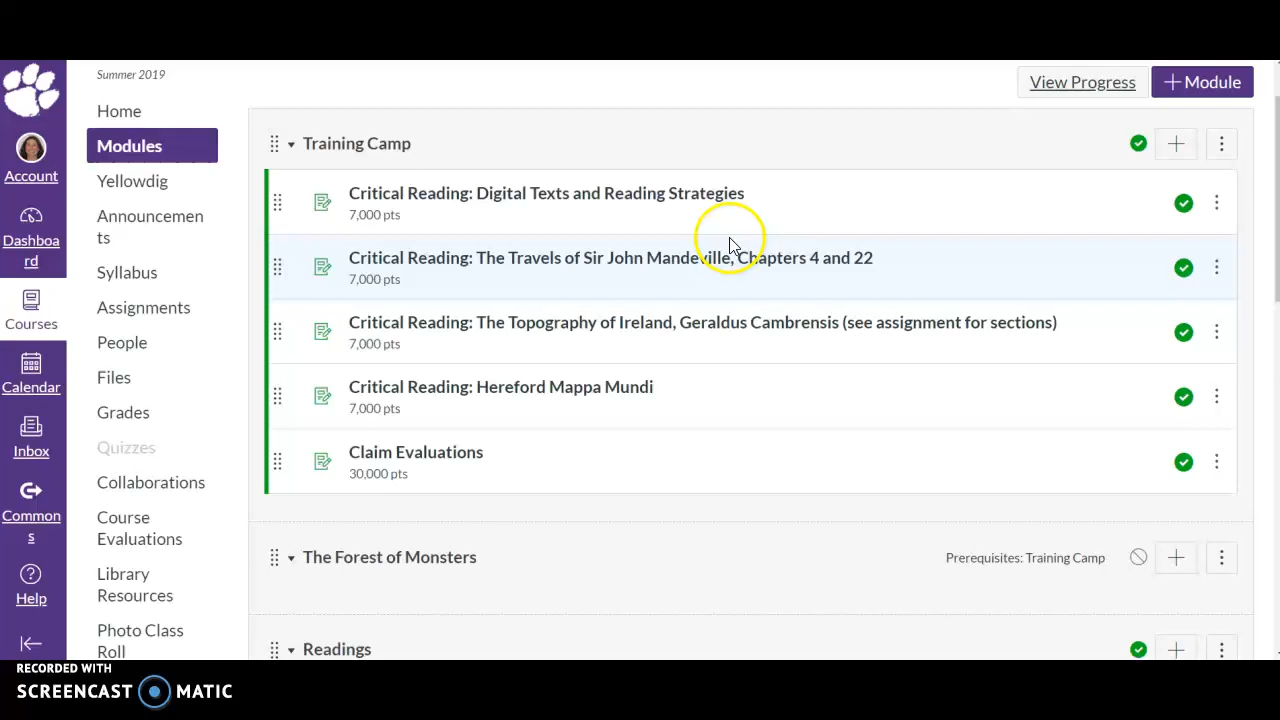 Summer 2019
View Progress
Module
Home
Modules
Yellowdig
Announcemen
ts
Syllabus
Assignments
People
Files
Grades
Quizzes
Collaborations
Course
Evaluations
Library
Resources
Photo Class
Roll
Account
Dashboa
rd
Courses
Calendar
Inbox
Common
s
Help
Training Camp
Critical Reading: Digital Texts and Reading Strategies
7,000 pts
Critical Reading: The Travels of Sir John Mandeville, Chapters 4 and 22
7,000 pts
Critical Reading: The Topography of Ireland, Geraldus Cambrensis (see assignment for sections)
7,000 pts
Critical Reading: Hereford Mappa Mundi
7,000 pts
Claim Evaluations
30,000 pts
The Forest of Monsters
Prerequisites: Training Camp
Readings
RECORDED WITH
SCREENCAST MATIC